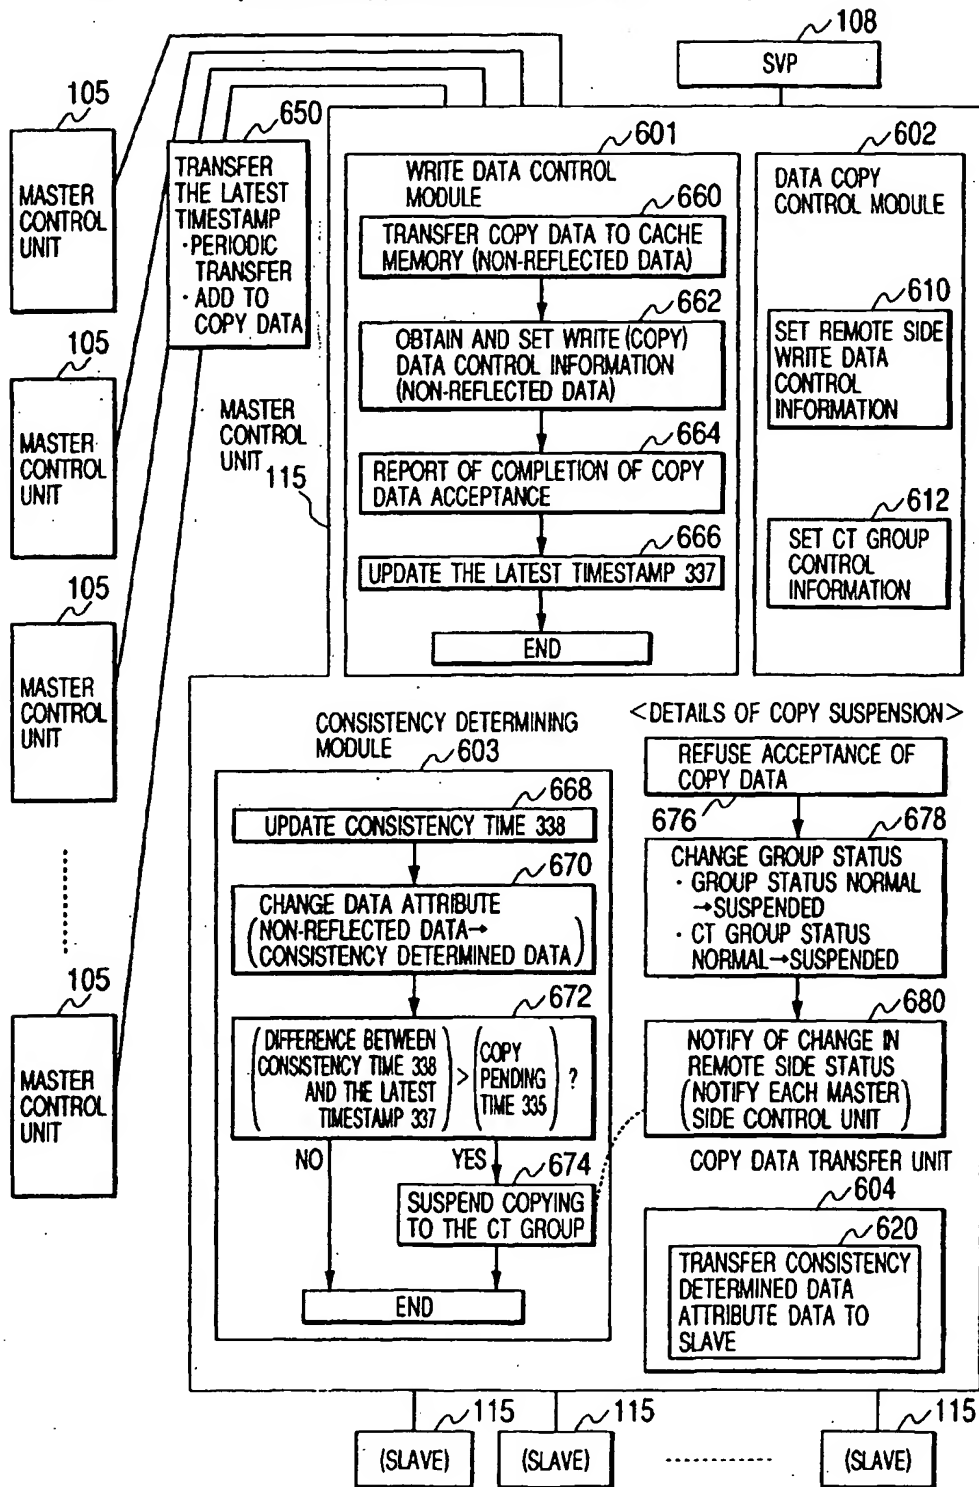 108
SVP
105
MASTER
CONTROL
UNIT
650
TRANSFER
THE LATEST
TIMESTAMP
· PERIODIC
TRANSFER
· ADD TO
COPY DATA
105
MASTER
CONTROL
UNIT
105
MASTER
CONTROL
UNIT
105
MASTER
CONTROL
UNIT
MASTER
CONTROL
UNIT
115
601
WRITE DATA CONTROL
MODULE
660
TRANSFER COPY DATA TO CACHE
MEMORY (NON-REFLECTED DATA)
662
OBTAIN AND SET WRITE (COPY)
DATA CONTROL INFORMATION
(NON-REFLECTED DATA)
664
REPORT OF COMPLETION OF COPY
DATA ACCEPTANCE
666
UPDATE THE LATEST TIMESTAMP 337
END
602
DATA COPY
CONTROL MODULE
610
SET REMOTE SIDE
WRITE DATA
CONTROL
INFORMATION
612
SET CT GROUP
CONTROL
INFORMATION
CONSISTENCY DETERMINING
MODULE
603
668
UPDATE CONSISTENCY TIME 338
670
CHANGE DATA ATTRIBUTE
(NON-REFLECTED DATA→
CONSISTENCY DETERMINED DATA)
672
(DIFFERENCE BETWEEN
CONSISTENCY TIME 338
AND THE LATEST
TIMESTAMP 337)
>
(COPY
PENDING
TIME 335)
?
NO
YES
674
SUSPEND COPYING
TO THE CT GROUP
END
<DETAILS OF COPY SUSPENSION>
REFUSE ACCEPTANCE OF
COPY DATA
676
678
CHANGE GROUP STATUS
· GROUP STATUS NORMAL
→SUSPENDED
· CT GROUP STATUS
NORMAL→SUSPENDED
680
NOTIFY OF CHANGE IN
REMOTE SIDE STATUS
(NOTIFY EACH MASTER
SIDE CONTROL UNIT)
COPY DATA TRANSFER UNIT
604
620
TRANSFER CONSISTENCY
DETERMINED DATA
ATTRIBUTE DATA TO
SLAVE
115
(SLAVE)
115
(SLAVE)
115
(SLAVE)